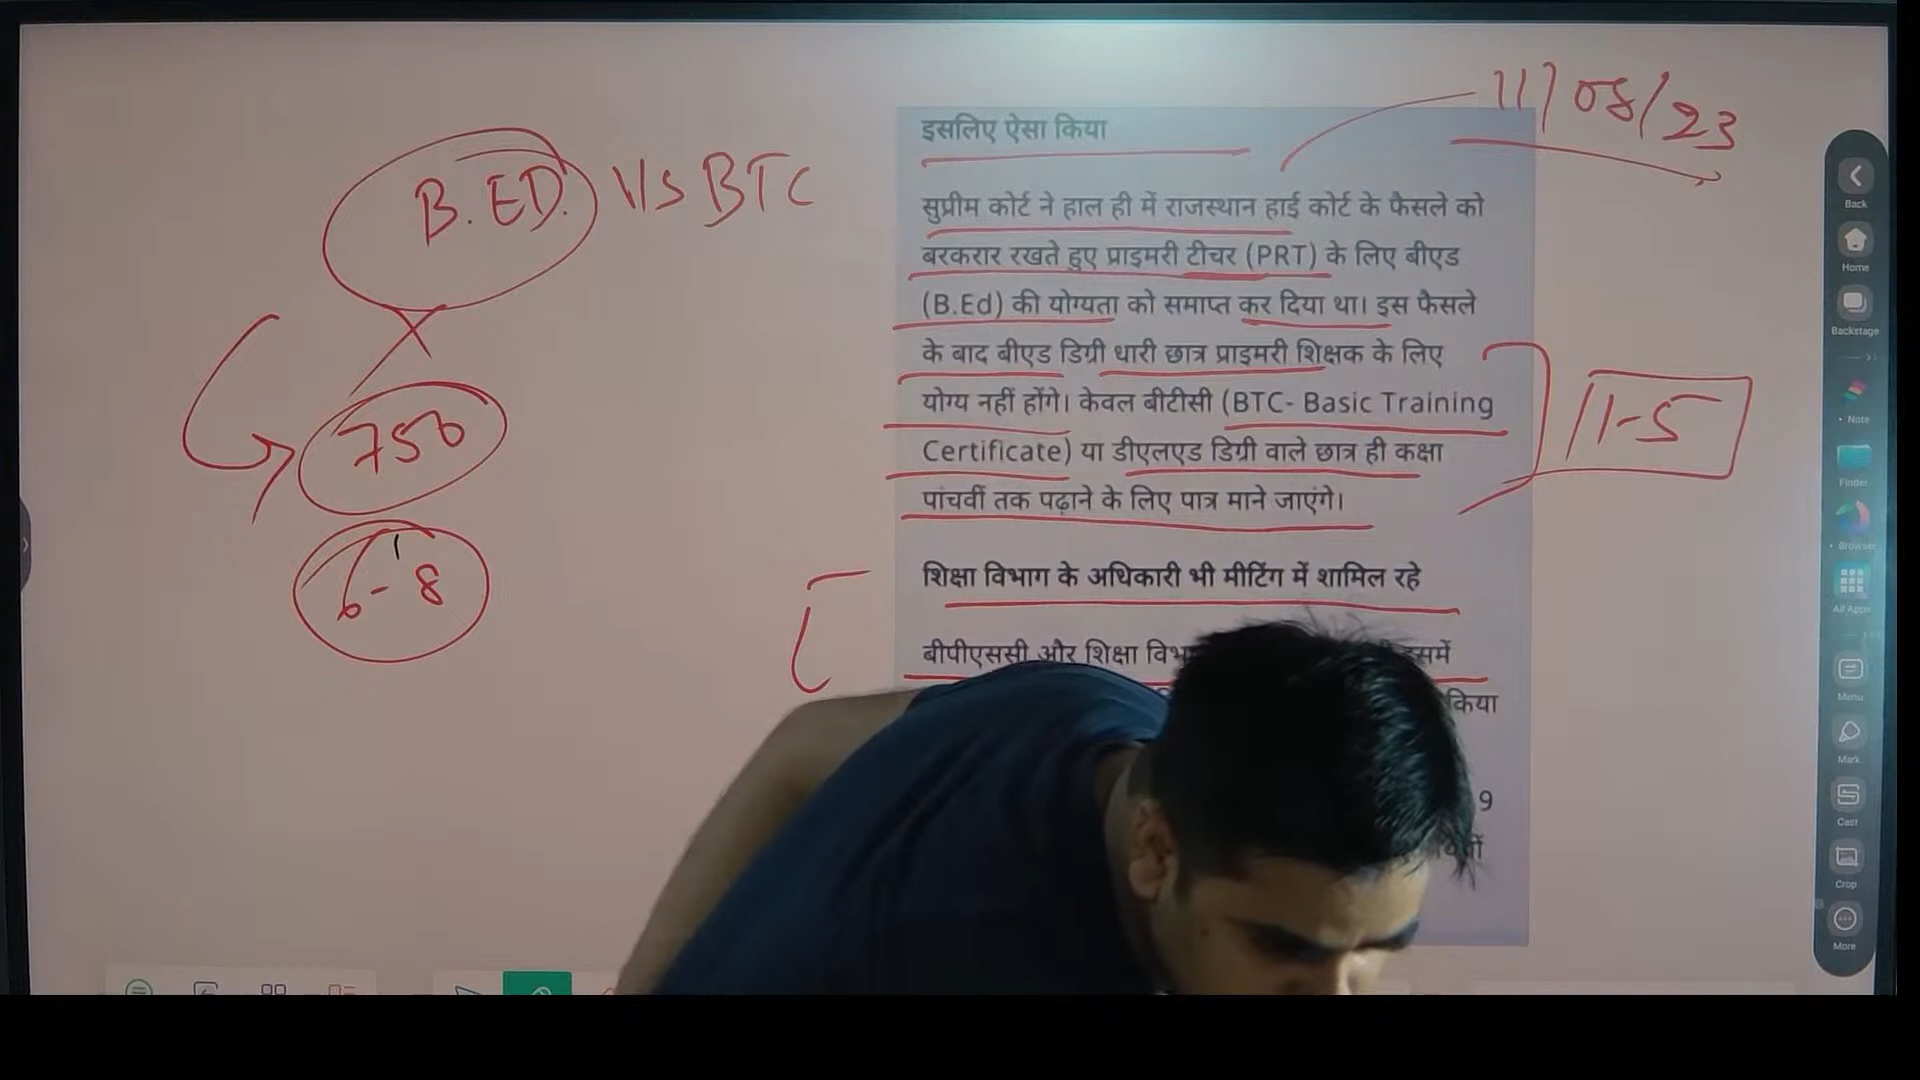 B.ED. V/S BTC
750
6-8
11/08/23
इसलिए ऐसा किया
सुप्रीम कोर्ट ने हाल ही में राजस्थान हाई कोर्ट के फैसले को
बरकरार रखते हुए प्राइमरी टीचर (PRT) के लिए बीएड
(B.Ed) की योग्यता को समाप्त कर दिया था। इस फैसले
के बाद बीएड डिग्री धारी छात्र प्राइमरी शिक्षक के लिए
योग्य नहीं होंगे। केवल बीटीसी (BTC- Basic Training
Certificate) या डीएलएड डिग्री वाले छात्र ही कक्षा
पांचवीं तक पढ़ाने के लिए पात्र माने जाएंगे।
1-5
शिक्षा विभाग के अधिकारी भी मीटिंग में शामिल रहे
बीपीएससी और शिक्षा
किया
9
Back
Home
Backstage
Note
Finder
Browser
All Apps
Menu
Mark
Cast
Crop
More